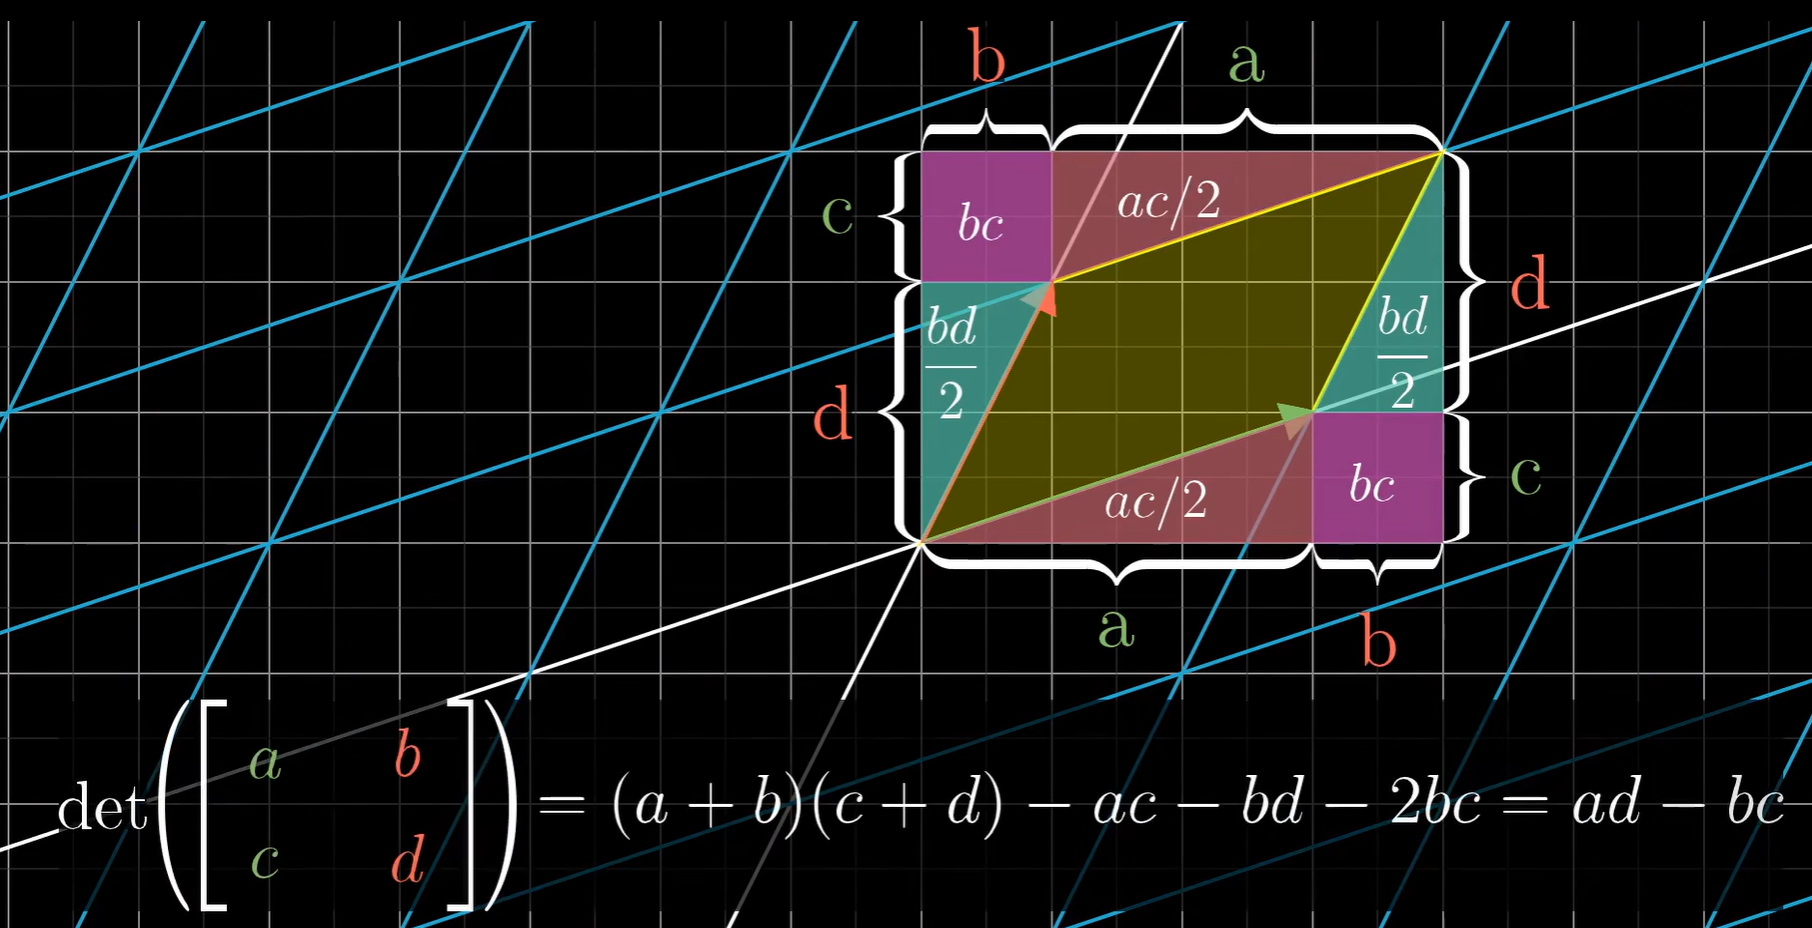 b a
c bc ac/2
d bd/2 bd/2 d
ac/2 bc c
a b
det([a b; c d]) = (a + b)(c + d) − ac − bd − 2bc = ad − bc